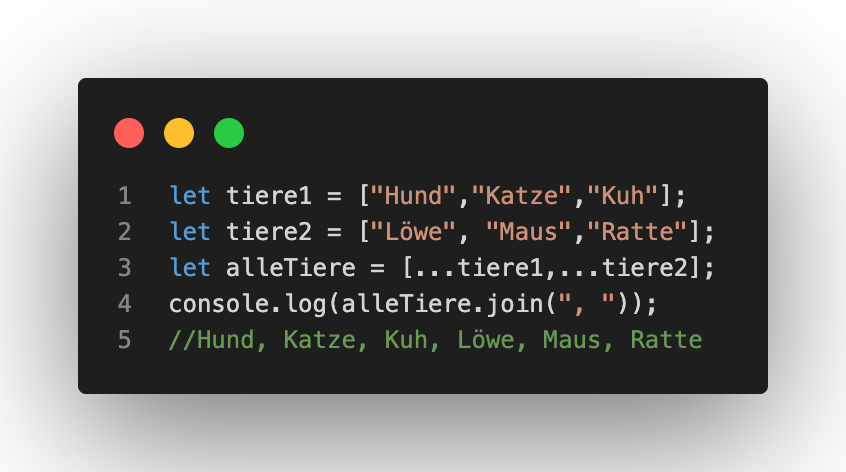 1 let tiere1 = ["Hund","Katze","Kuh"];
2 let tiere2 = ["Löwe", "Maus","Ratte"];
3 let alleTiere = [...tiere1,...tiere2];
4 console.log(alleTiere.join(", "));
5 //Hund, Katze, Kuh, Löwe, Maus, Ratte